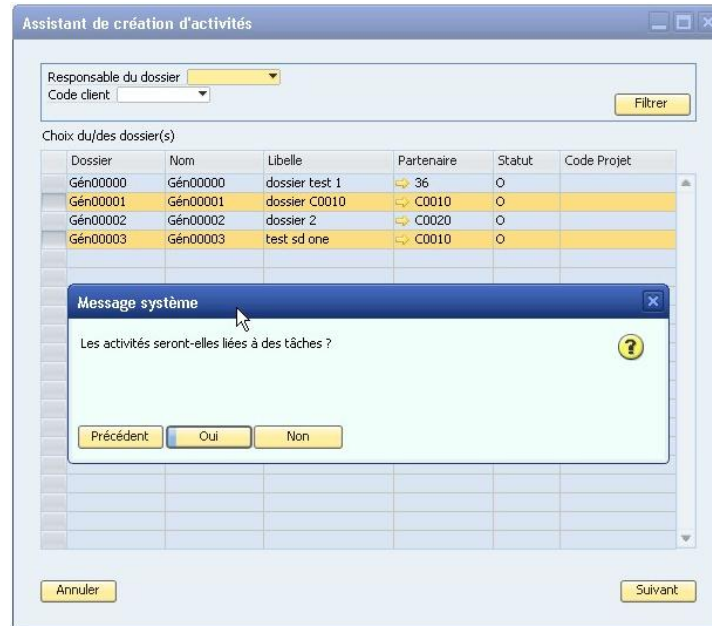 Assistant de création d'activités
Responsable du dossier
Code client
Filtrer
Choix du/des dossier(s)
Dossier Nom Libelle Partenaire Statut Code Projet
Gén00000 Gén00000 dossier test 1 36 O
Gén00001 Gén00001 dossier C0010 C0010 O
Gén00002 Gén00002 dossier 2 C0020 O
Gén00003 Gén00003 test sd one C0010 O
Message système
Les activités seront-elles liées à des tâches ?
?
Précédent Oui Non
Annuler Suivant